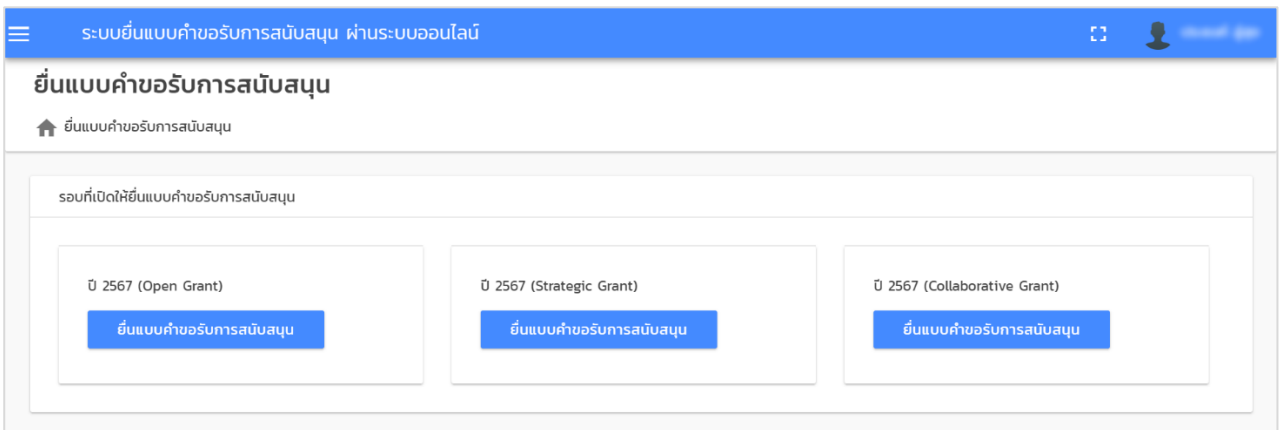 ระบบยื่นแบบคำขอรับการสนับสนุน ผ่านระบบออนไลน์
ยื่นแบบคำขอรับการสนับสนุน
ยื่นแบบคำขอรับการสนับสนุน
รอบที่เปิดให้ยื่นแบบคำขอรับการสนับสนุน
ปี 2567 (Open Grant)
ยื่นแบบคำขอรับการสนับสนุน
ปี 2567 (Strategic Grant)
ยื่นแบบคำขอรับการสนับสนุน
ปี 2567 (Collaborative Grant)
ยื่นแบบคำขอรับการสนับสนุน